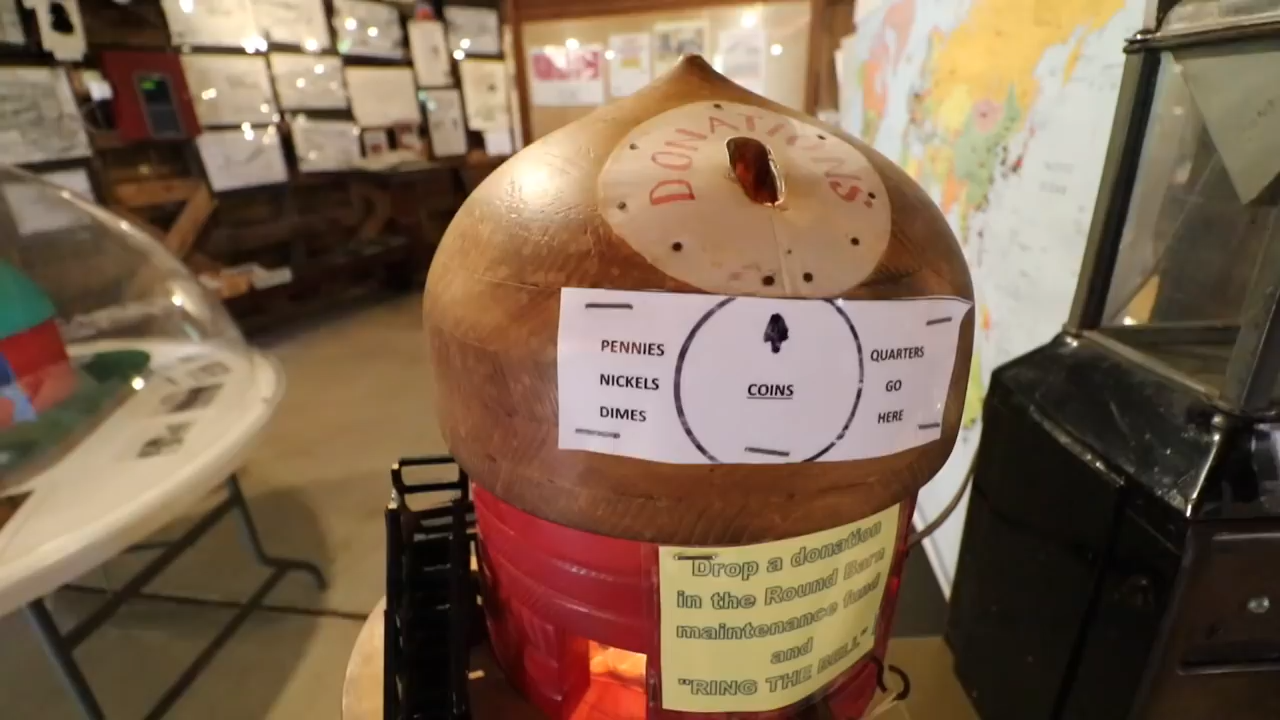 DONATIONS
PENNIES
NICKELS
DIMES
COINS
QUARTERS
GO
HERE
Drop a donation
in the Round Barn
maintenance fund
and
"RING THE BELL"